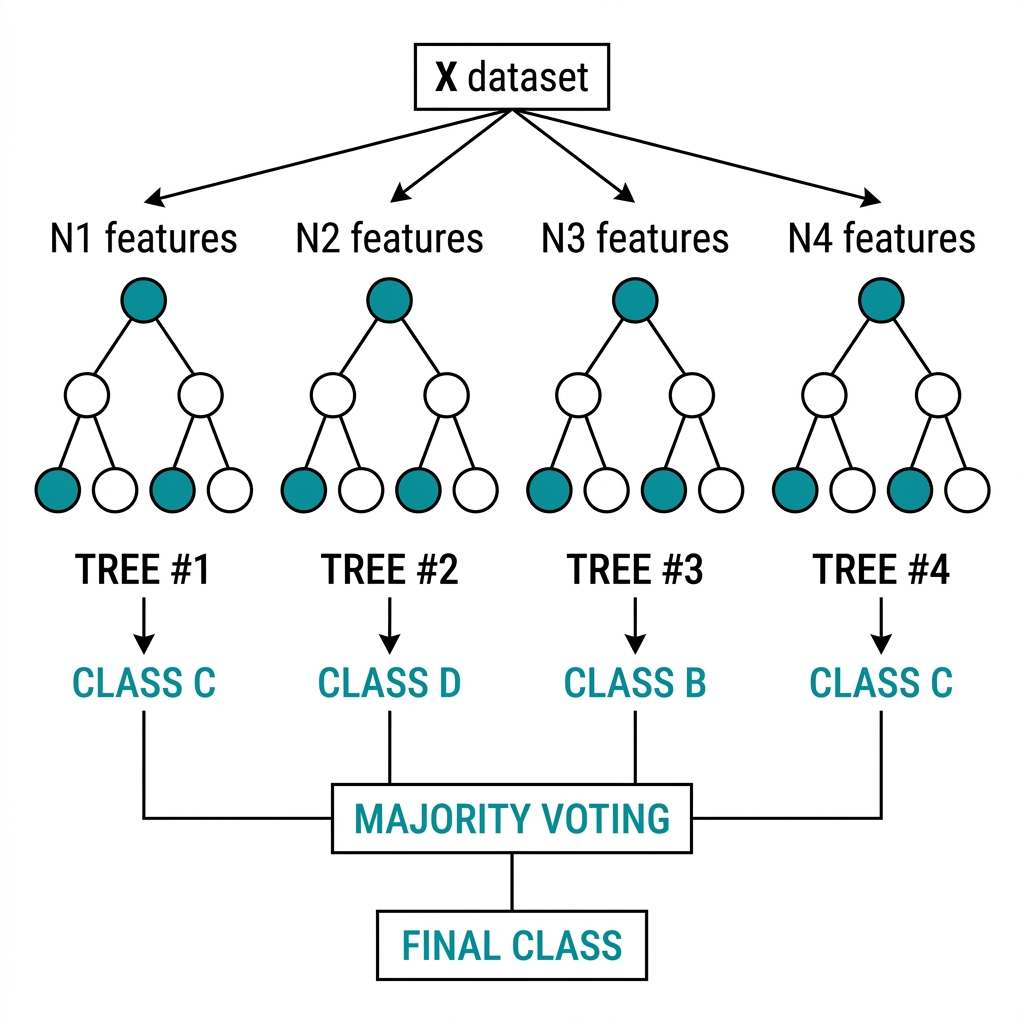 X dataset
N1 features N2 features N3 features N4 features
TREE #1 TREE #2 TREE #3 TREE #4
CLASS C CLASS D CLASS B CLASS C
MAJORITY VOTING
FINAL CLASS